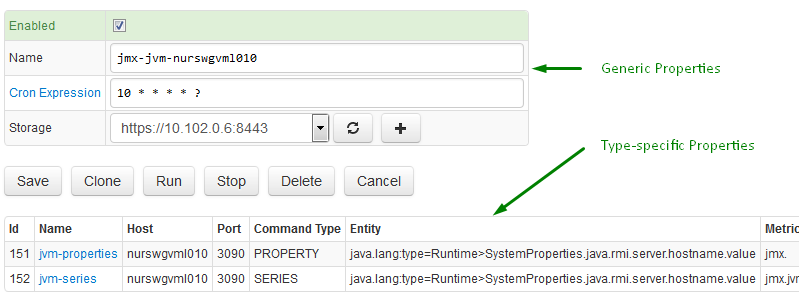 Enabled
Name jmx-jvm-nurswgvml010
Generic Properties
Cron Expression 10 * * * * ?
Storage https://10.102.0.6:8443
Type-specific Properties
Save Clone Run Stop Delete Cancel
Id Name Host Port Command Type Entity Metric
151 jvm-properties nurswgvml010 3090 PROPERTY java.lang:type=Runtime>SystemProperties.java.rmi.server.hostname.value jmx.
152 jvm-series nurswgvml010 3090 SERIES java.lang:type=Runtime>SystemProperties.java.rmi.server.hostname.value jmx.jv